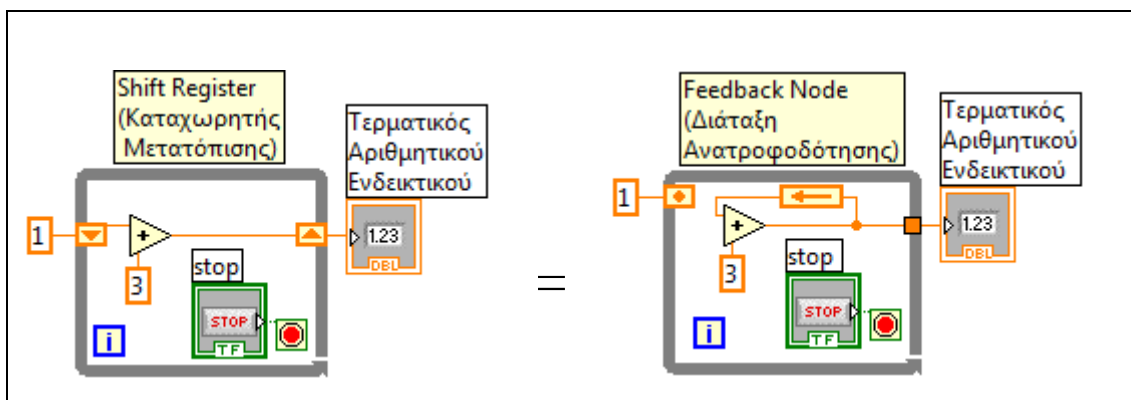 Shift Register
(Καταχωρητής
Μετατόπισης)
Τερματικός
Αριθμητικού
Ενδεικτικού
1
+
3
1.23
DBL
stop
STOP
TF
i
=
Feedback Node
(Διάταξη
Ανατροφοδότησης)
Τερματικός
Αριθμητικού
Ενδεικτικού
1
+
3
1.23
DBL
stop
STOP
TF
i